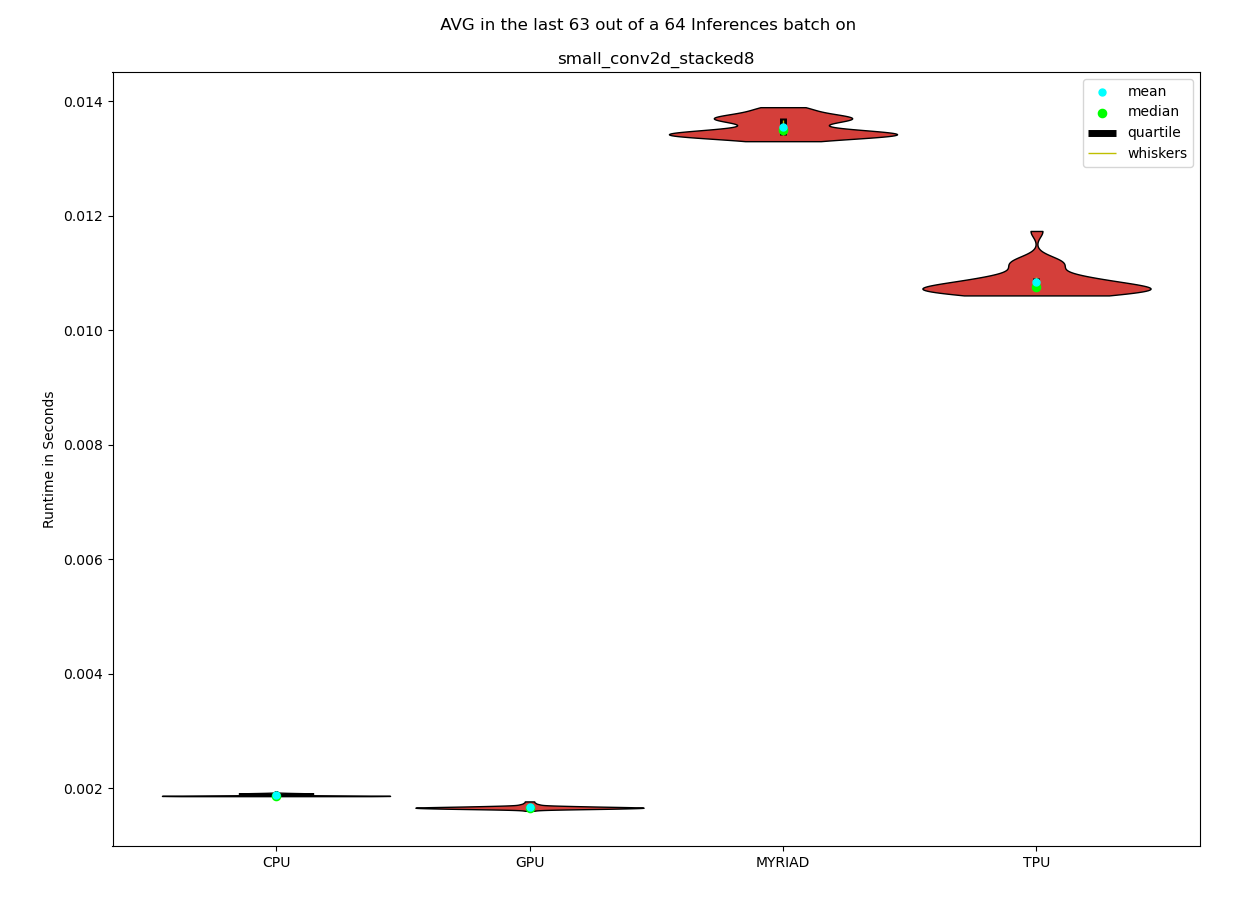 AVG in the last 63 out of a 64 Inferences batch on
small_conv2d_stacked8
mean
median
quartile
whiskers
0.014
0.012
0.010
0.008
0.006
0.004
0.002
Runtime in Seconds
CPU
GPU
MYRIAD
TPU